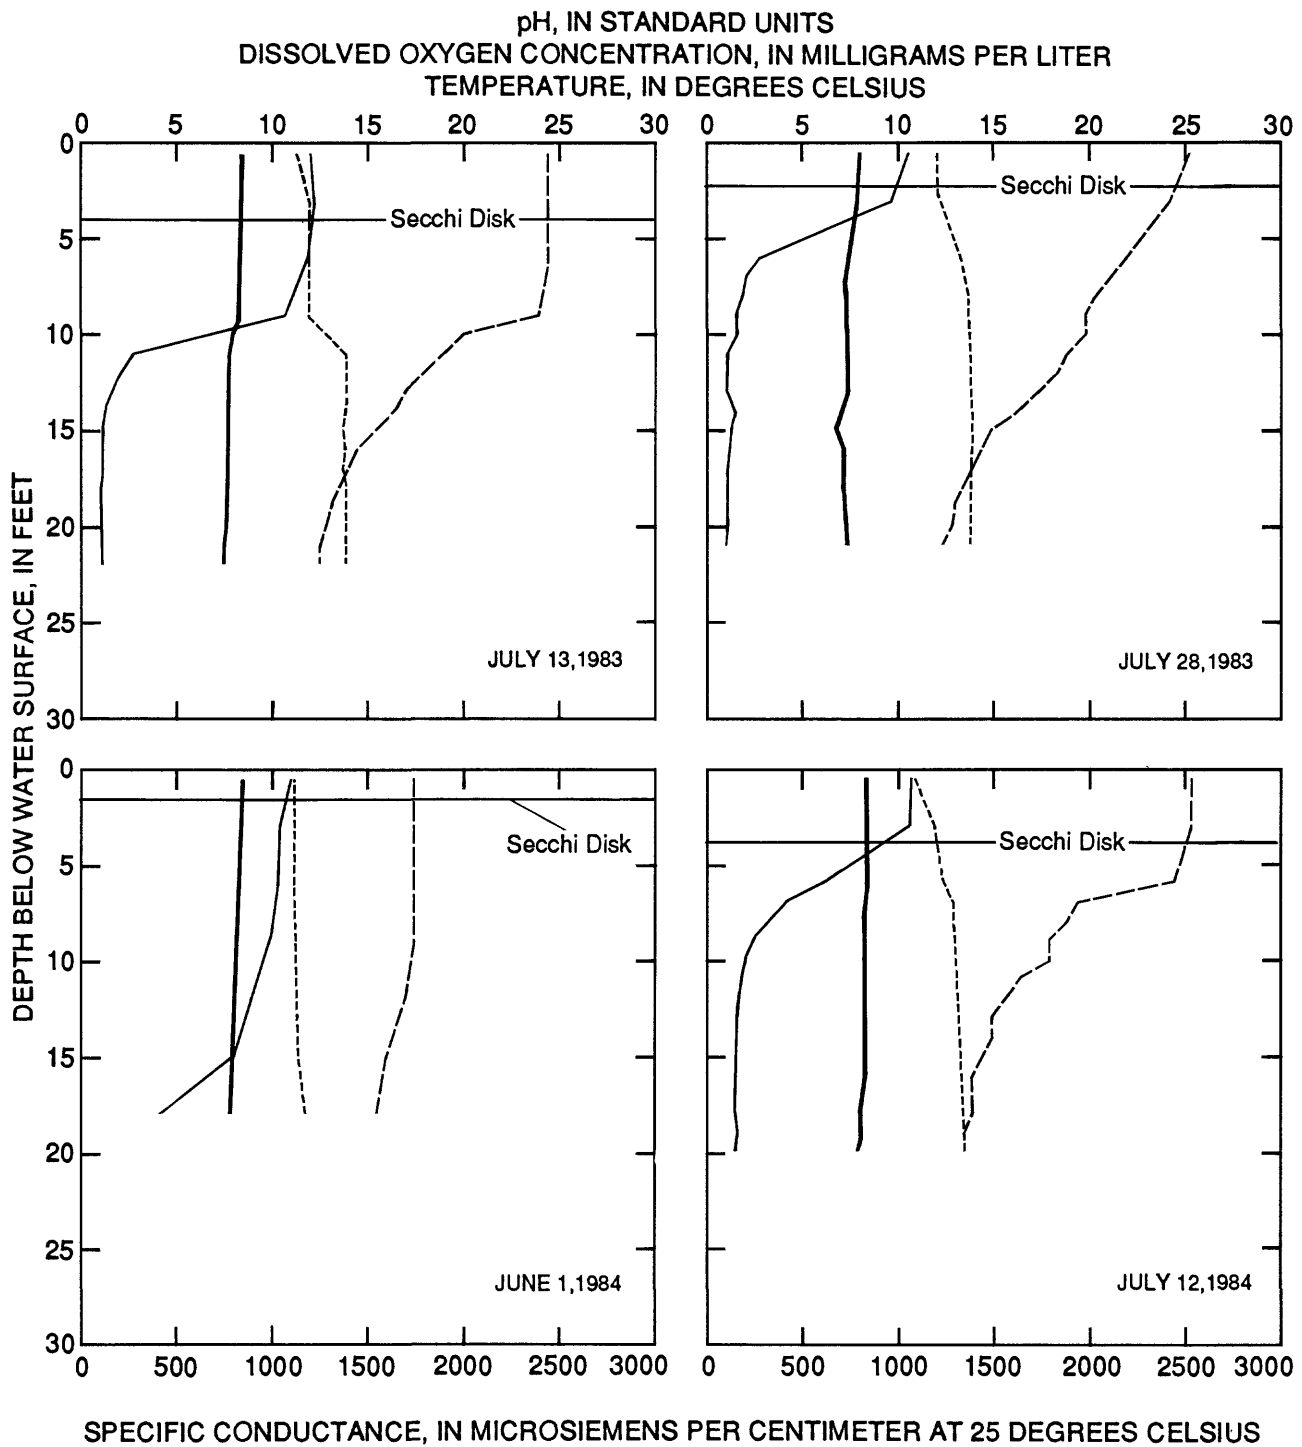 pH, IN STANDARD UNITS
DISSOLVED OXYGEN CONCENTRATION, IN MILLIGRAMS PER LITER
TEMPERATURE, IN DEGREES CELSIUS
0 5 10 15 20 25 30 0 5 10 15 20 25 30
0
Secchi Disk
Secchi Disk
5
10
15
20
25
JULY 13,1983
JULY 28,1983
30
DEPTH BELOW WATER SURFACE, IN FEET
0
Secchi Disk
Secchi Disk
5
10
15
20
25
JUNE 1,1984
JULY 12,1984
30
0 500 1000 1500 2000 2500 3000 0 500 1000 1500 2000 2500 3000
SPECIFIC CONDUCTANCE, IN MICROSIEMENS PER CENTIMETER AT 25 DEGREES CELSIUS